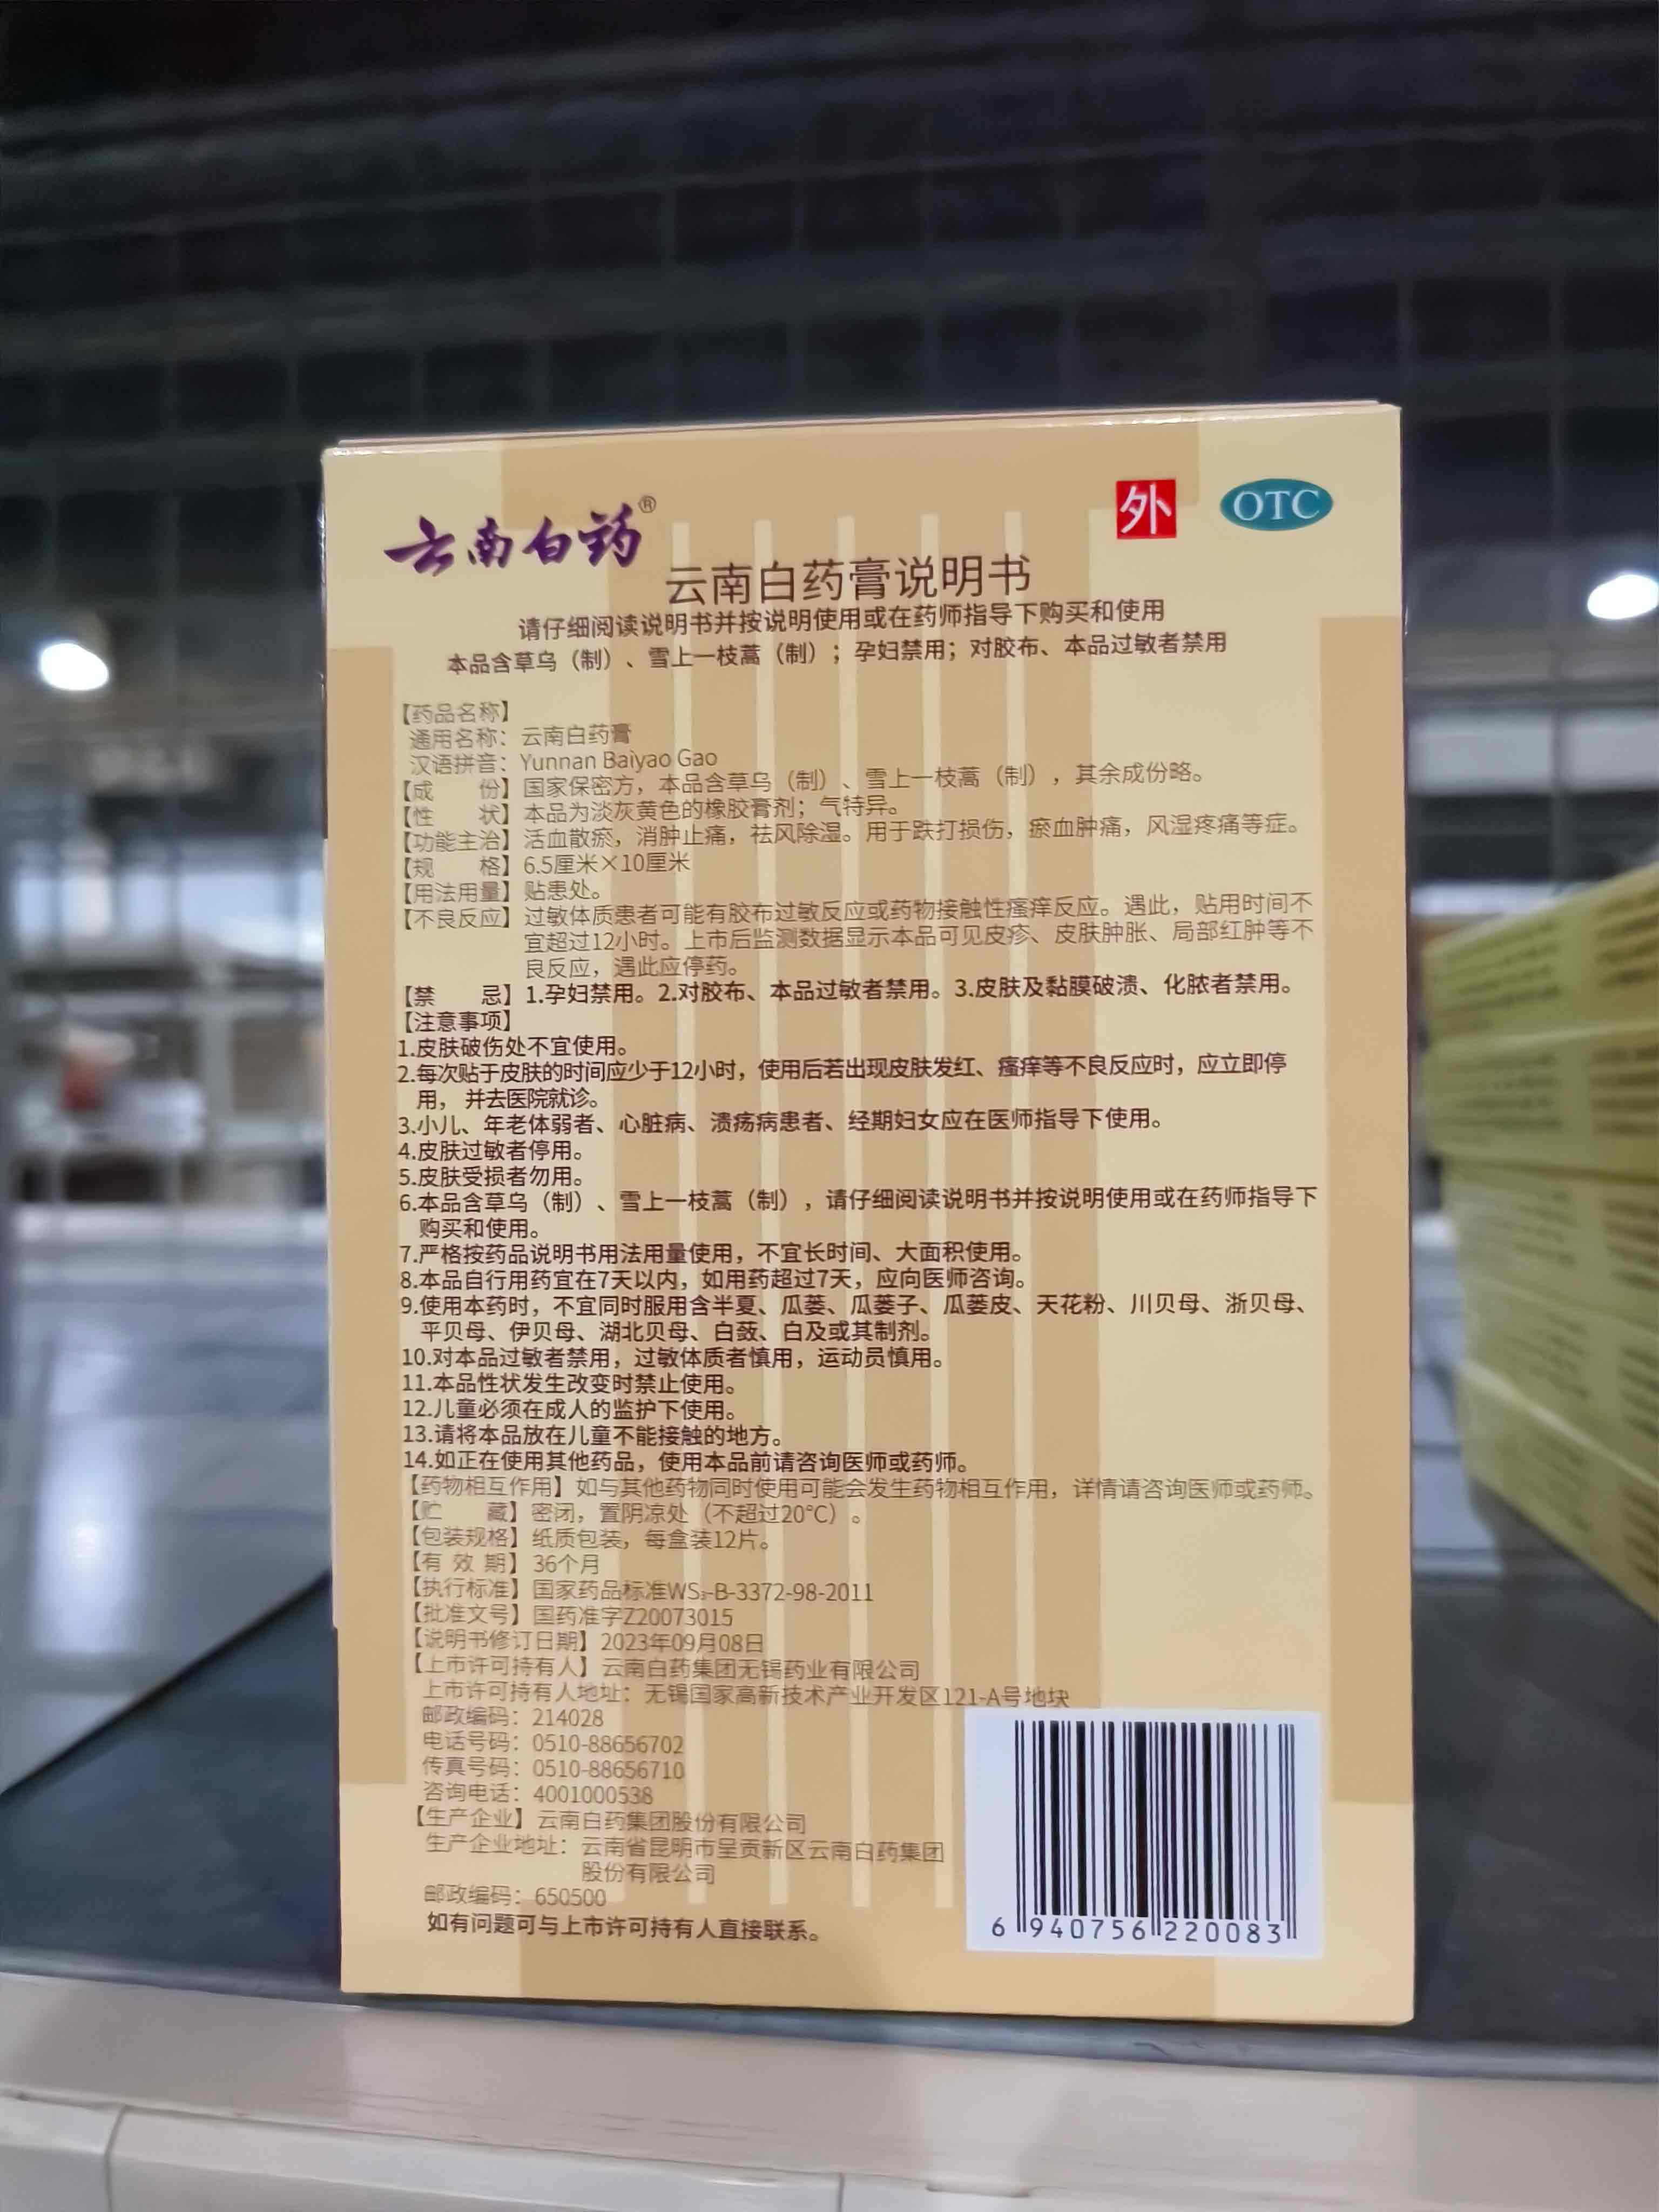 云南白药®
外
OTC
云南白药膏说明书
请仔细阅读说明书并按说明使用或在药师指导下购买和使用
本品含草乌（制）、雪上一枝蒿（制）；孕妇禁用；对胶布、本品过敏者禁用
【药品名称】
通用名称：云南白药膏
汉语拼音：Yunnan Baiyao Gao
【成　份】国家保密方，本品含草乌（制）、雪上一枝蒿（制），其余成份略。
【性　状】本品为淡灰黄色的橡胶膏剂；气特异。
【功能主治】活血散瘀，消肿止痛，祛风除湿。用于跌打损伤，瘀血肿痛，风湿疼痛等症。
【规　格】6.5厘米×10厘米
【用法用量】贴患处。
【不良反应】过敏体质患者可能有胶布过敏反应或药物接触性瘙痒反应。遇此，贴用时间不
宜超过12小时。上市后监测数据显示本品可见皮疹、皮肤肿胀、局部红肿等不
良反应，遇此应停药。
【禁　忌】1.孕妇禁用。2.对胶布、本品过敏者禁用。3.皮肤及黏膜破溃、化脓者禁用。
【注意事项】
1.皮肤破伤处不宜使用。
2.每次贴于皮肤的时间应少于12小时，使用后若出现皮肤发红、瘙痒等不良反应时，应立即停
用，并去医院就诊。
3.小儿、年老体弱者、心脏病、溃疡病患者、经期妇女应在医师指导下使用。
4.皮肤过敏者停用。
5.皮肤受损者勿用。
6.本品含草乌（制）、雪上一枝蒿（制），请仔细阅读说明书并按说明使用或在药师指导下
购买和使用。
7.严格按药品说明书用法用量使用，不宜长时间、大面积使用。
8.本品自行用药宜在7天以内，如用药超过7天，应向医师咨询。
9.使用本药时，不宜同时服用含半夏、瓜蒌、瓜蒌子、瓜蒌皮、天花粉、川贝母、浙贝母、
平贝母、伊贝母、湖北贝母、白蔹、白及或其制剂。
10.对本品过敏者禁用，过敏体质者慎用，运动员慎用。
11.本品性状发生改变时禁止使用。
12.儿童必须在成人的监护下使用。
13.请将本品放在儿童不能接触的地方。
14.如正在使用其他药品，使用本品前请咨询医师或药师。
【药物相互作用】如与其他药物同时使用可能会发生药物相互作用，详情请咨询医师或药师。
【贮　藏】密闭，置阴凉处（不超过20°C）。
【包装规格】纸质包装，每盒装12片。
【有 效 期】36个月
【执行标准】国家药品标准WS₃-B-3372-98-2011
【批准文号】国药准字Z20073015
【说明书修订日期】2023年09月08日
【上市许可持有人】云南白药集团无锡药业有限公司
上市许可持有人地址：无锡国家高新技术产业开发区121-A号地块
邮政编码：214028
电话号码：0510-88656702
传真号码：0510-88656710
咨询电话：4001000538
【生产企业】云南白药集团股份有限公司
生产企业地址：云南省昆明市呈贡新区云南白药集团
股份有限公司
邮政编码：650500
如有问题可与上市许可持有人直接联系。
6 940756 220083